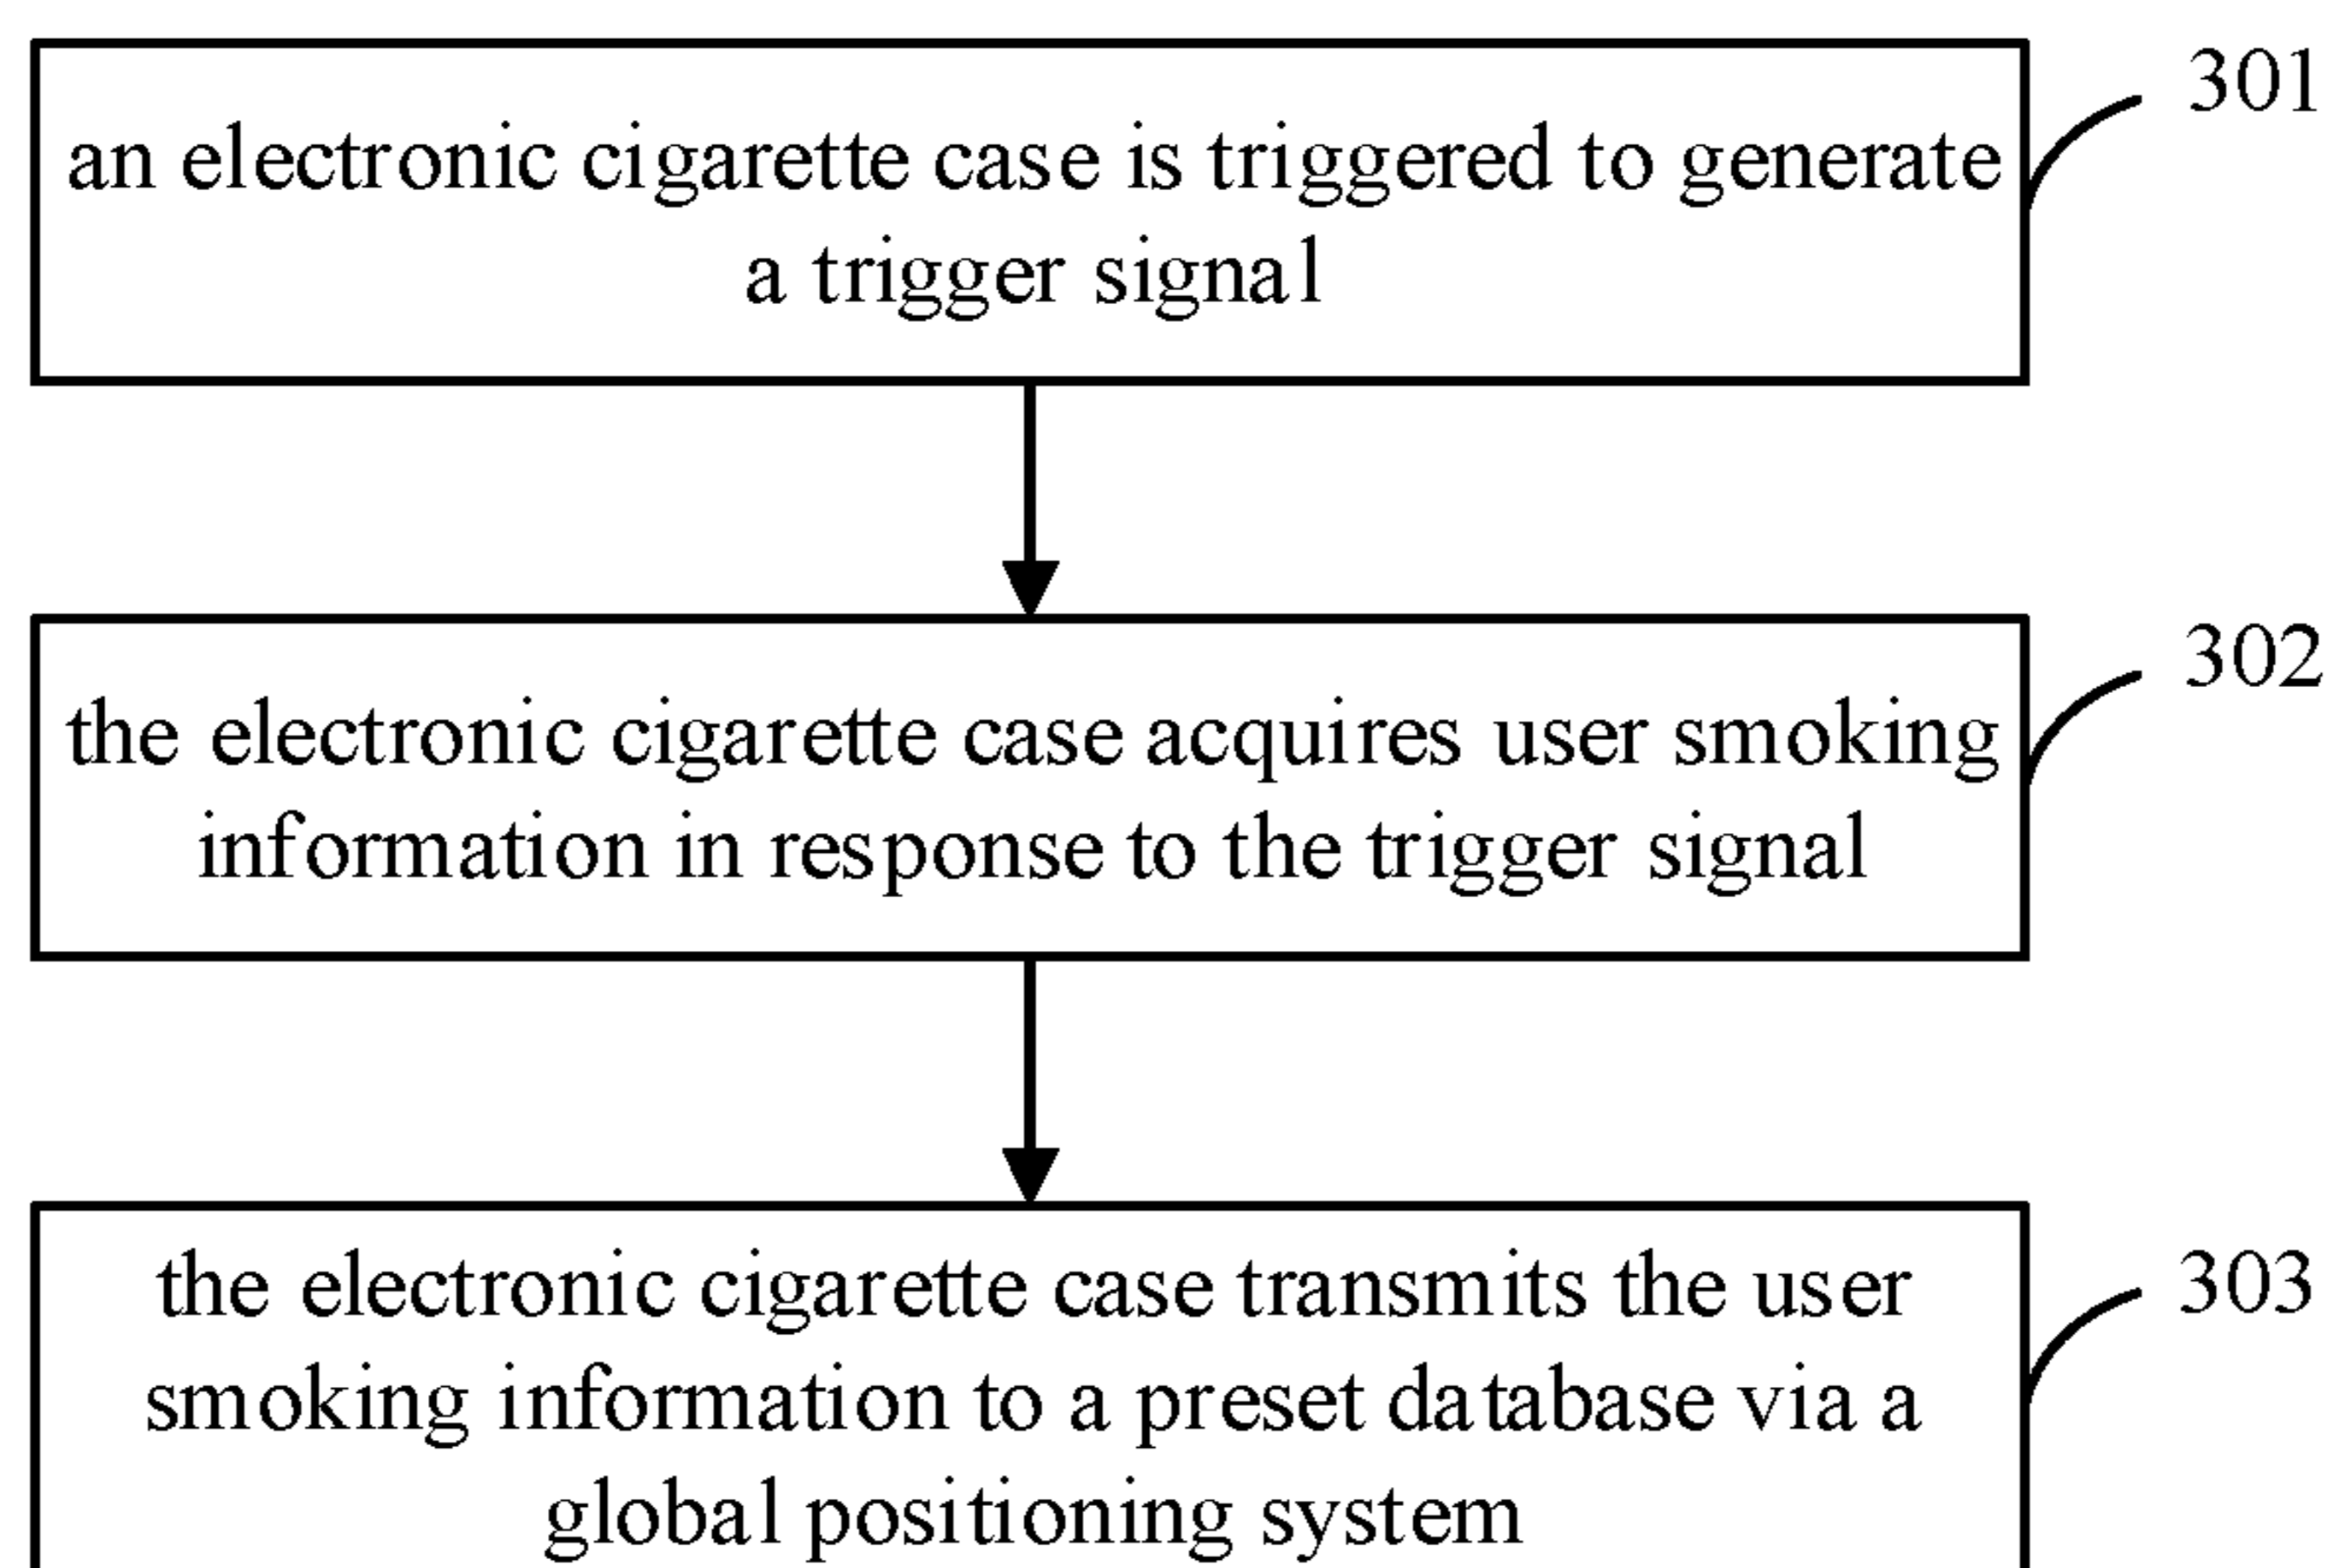 301
an electronic cigarette case is triggered to generate
a trigger signal
302
the electronic cigarette case acquires user smoking
information in response to the trigger signal
303
the electronic cigarette case transmits the user
smoking information to a preset database via a
global positioning system